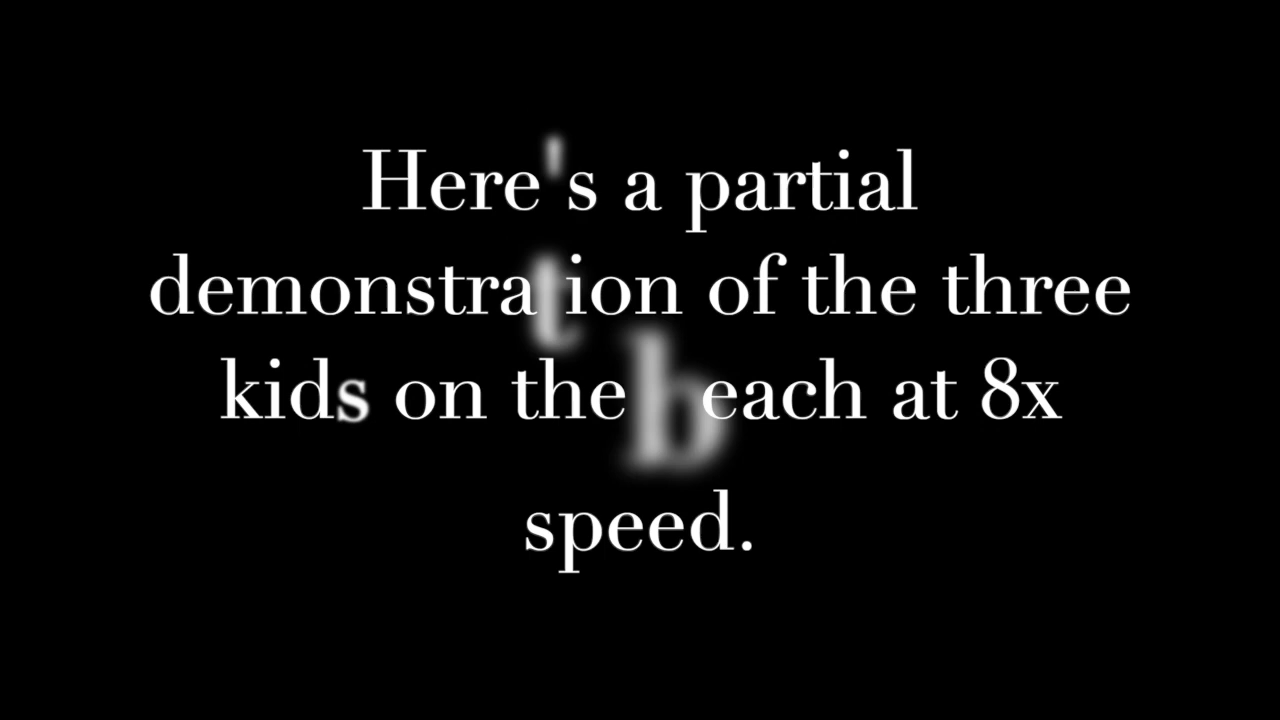 Here's a partial
demonstration of the three
kids on the beach at 8x
speed.